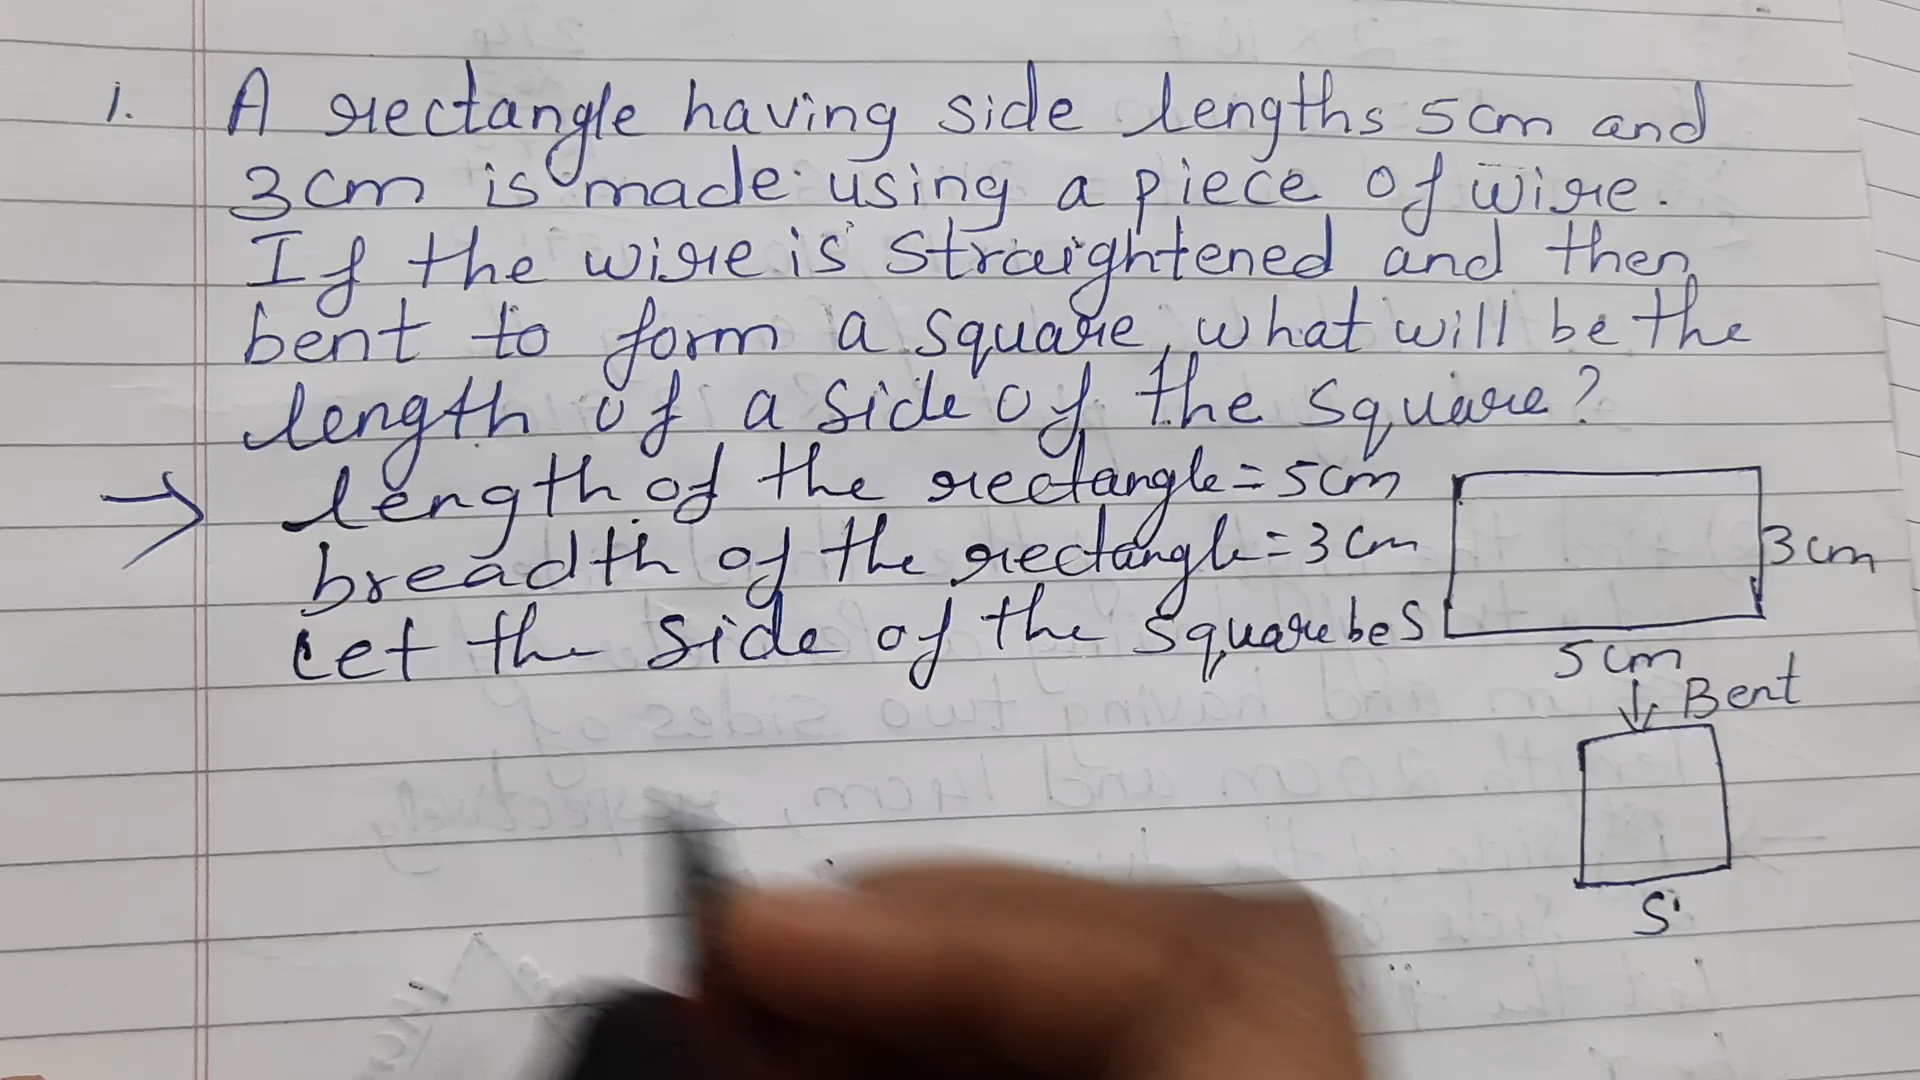 1. A rectangle having side lengths 5cm and
3cm is made using a piece of wire.
If the wire is straightened and then
bent to form a square, what will be the
length of a side of the square?
→ length of the rectangle = 5cm
breadth of the rectangle = 3cm
Let the side of the square be S
3cm
5cm
↓ Bent
S